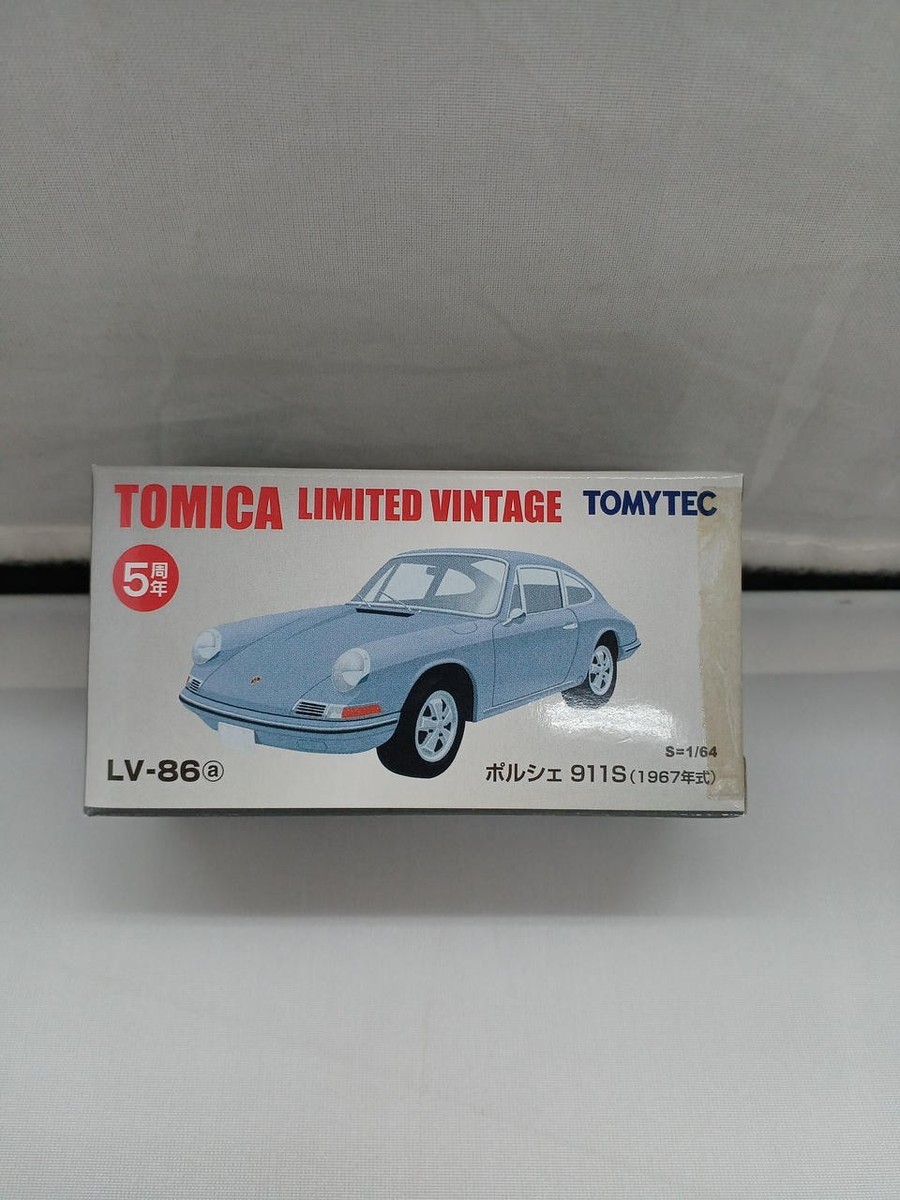 TOMICA LIMITED VINTAGE TOMYTEC
5周年
S=1/64
LV-86ⓐ ポルシェ 911S(1967年式)